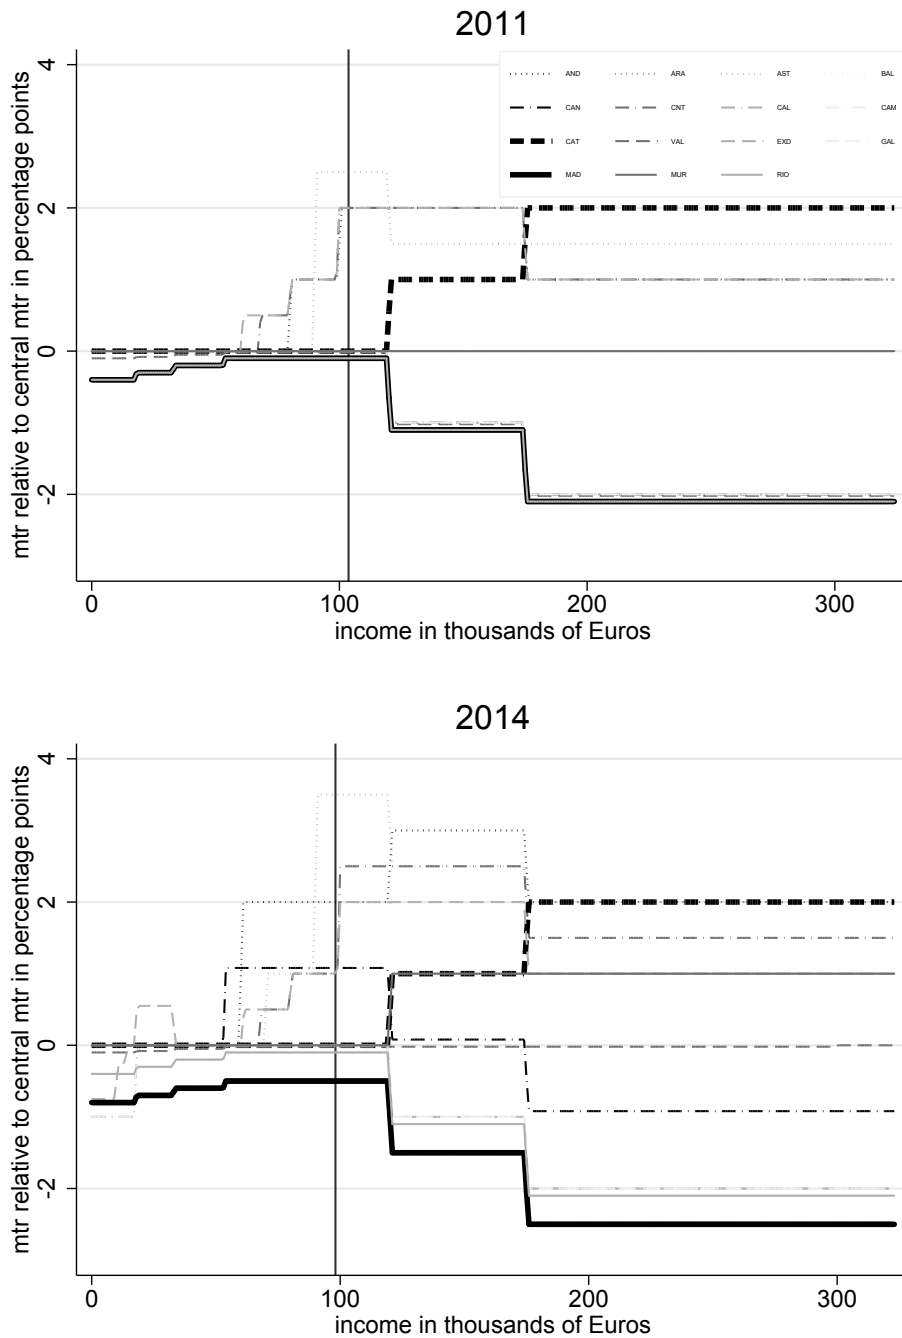 2011
mtr relative to central mtr in percentage points
4
2
0
-2
AND ARA AST BAL
CAN CNT CAL CAM
CAT VAL EXD GAL
MAD MUR RIO
0 100 200 300
income in thousands of Euros
2014
mtr relative to central mtr in percentage points
4
2
0
-2
0 100 200 300
income in thousands of Euros